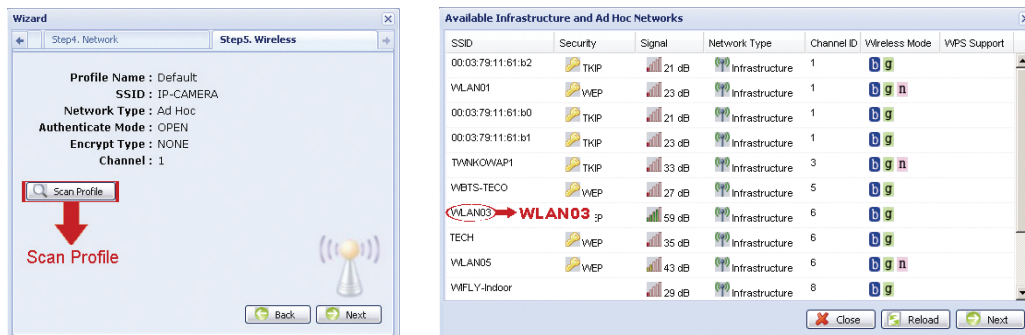 Wizard
Step4. Network
Step5. Wireless
Profile Name : Default
SSID : IP-CAMERA
Network Type : Ad Hoc
Authenticate Mode : OPEN
Encrypt Type : NONE
Channel : 1
Scan Profile
Scan Profile
Back
Next
Available Infrastructure and Ad Hoc Networks
SSID Security Signal Network Type Channel ID Wireless Mode WPS Support
00:03:79:11:61:b2 TKIP 21 dB Infrastructure 1 b g
WLAN01 WEP 23 dB Infrastructure 1 b g n
00:03:79:11:61:b0 TKIP 21 dB Infrastructure 1 b g
00:03:79:11:61:b1 TKIP 23 dB Infrastructure 1 b g
TWNKOWAP1 TKIP 33 dB Infrastructure 3 b g n
WBTS-TECO WEP 27 dB Infrastructure 5 b g
WLAN03 WLAN03 59 dB Infrastructure 6 b g
TECH WEP 35 dB Infrastructure 6 b g
WLAN05 WEP 43 dB Infrastructure 6 b g n
WIFLY-Indoor 29 dB Infrastructure 8 b g
Close Reload Next